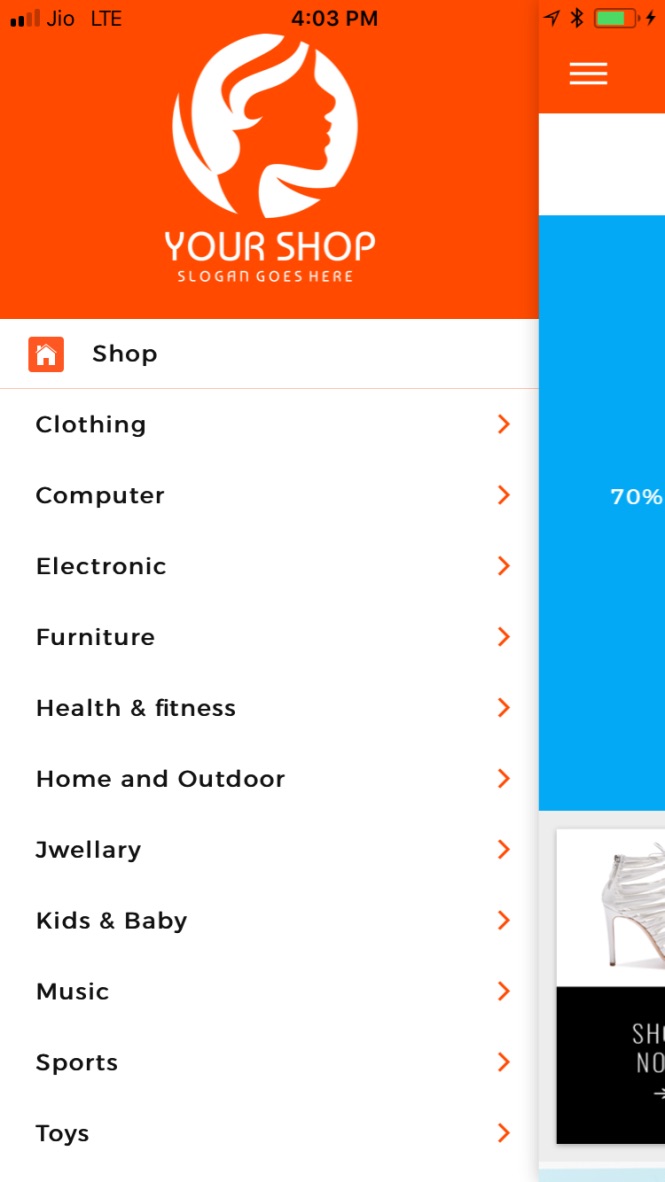 Jio LTE 4:03 PM
YOUR SHOP
SLOGAN GOES HERE
Shop
Clothing
Computer
Electronic
Furniture
Health & fitness
Home and Outdoor
Jwellary
Kids & Baby
Music
Sports
Toys
70%
SHO
NO